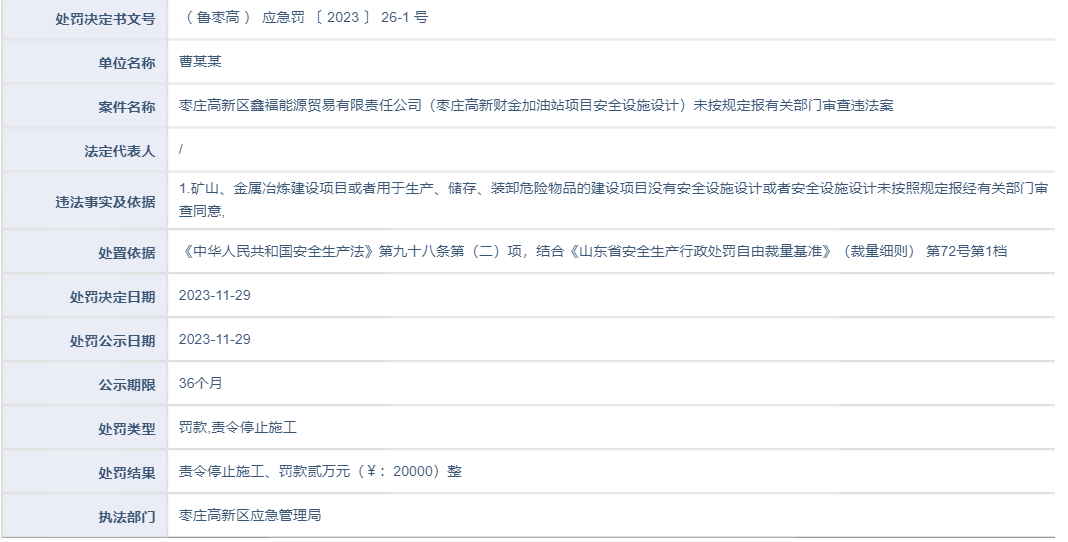 处罚决定书文号 （ 鲁枣高 ） 应急罚 〔 2023 〕 26-1 号
单位名称 曹某某
案件名称 枣庄高新区鑫福能源贸易有限责任公司（枣庄高新财金加油站项目安全设施设计）未按规定报有关部门审查违法案
法定代表人 /
违法事实及依据 1.矿山、金属冶炼建设项目或者用于生产、储存、装卸危险物品的建设项目没有安全设施设计或者安全设施设计未按照规定报经有关部门审
查同意,
处置依据 《中华人民共和国安全生产法》第九十八条第（二）项，结合《山东省安全生产行政处罚自由裁量基准》（裁量细则） 第72号第1档
处罚决定日期 2023-11-29
处罚公示日期 2023-11-29
公示期限 36个月
处罚类型 罚款,责令停止施工
处罚结果 责令停止施工、罚款贰万元（￥：20000）整
执法部门 枣庄高新区应急管理局